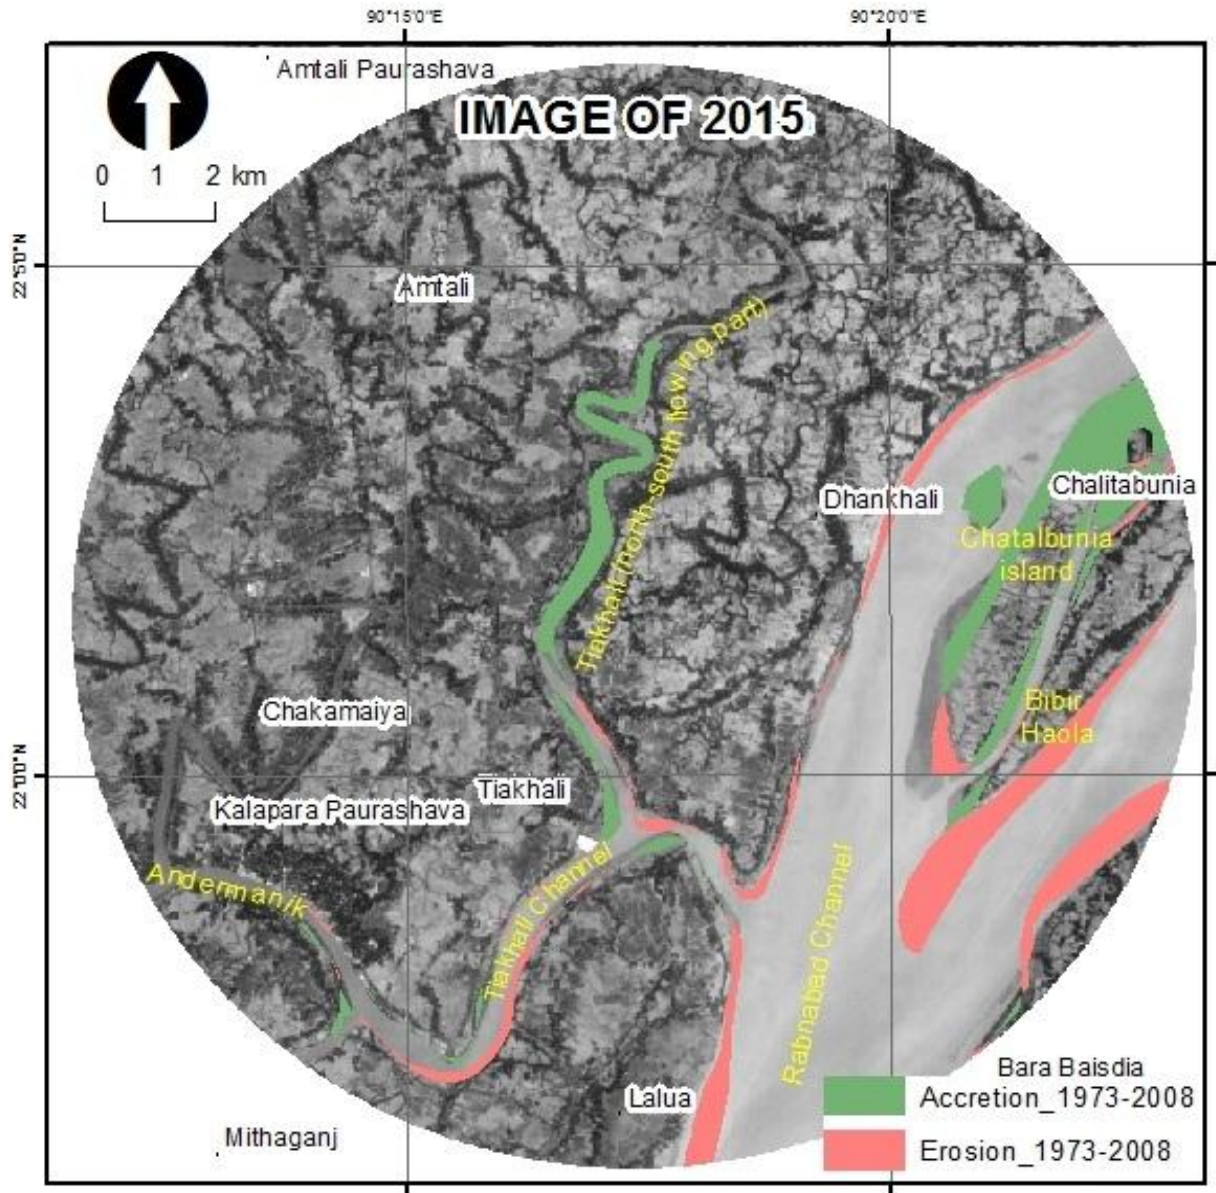 90°15'0"E
90°20'0"E
Amtali Paurashava
IMAGE OF 2015
0 1 2 km
22°5'0"N
Amtali
Tiakhali(north-south flowing part)
Dhankhali
Chalitabunia
Chatalbunia
island
Chakamaiya
Bibir
Haola
22°0'0"N
Tiakhali
Kalapara Paurashava
Andermanik
Tiakhali Channel
Rabnabad Channel
Bara Baisdia
Lalua
Accretion_1973-2008
Mithaganj
Erosion_1973-2008